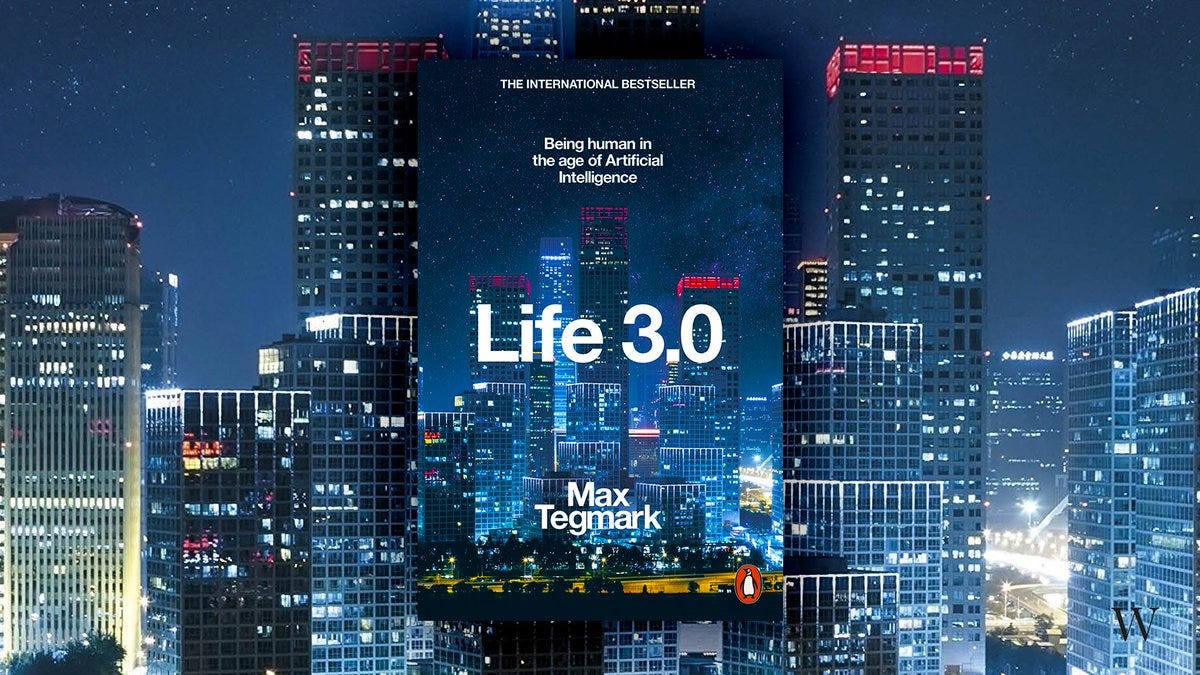 THE INTERNATIONAL BESTSELLER
Being human in
the age of Artificial
Intelligence
Life 3.0
Max
Tegmark
W